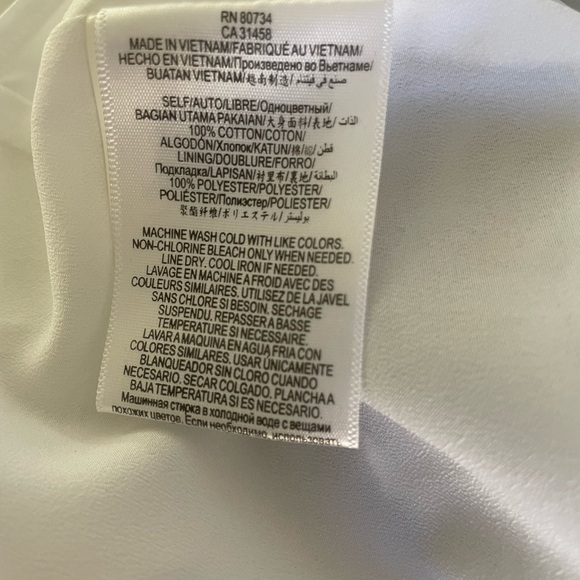 RN 80734
CA 31458
MADE IN VIETNAM/FABRIQUÉ AU VIETNAM/
HECHO EN VIETNAM/Произведено во Вьетнаме/
BUATAN VIETNAM/越南制造/صنع في فيتنام/
SELF/AUTO/LIBRE/Одноцветный/
BAGIAN UTAMA PAKAIAN/大身面料/表地/الذات/
100% COTTON/COTON/
ALGODÓN/Хлопок/KATUN/棉/綿/قطن/
LINING/DOUBLURE/FORRO/
Подкладка/LAPISAN/衬里布/裏地/البطانة/
100% POLYESTER/POLYESTER/
POLIÉSTER/Полиэстер/POLIESTER/
聚酯纤维/ポリエステル/بوليستر/
MACHINE WASH COLD WITH LIKE COLORS.
NON-CHLORINE BLEACH ONLY WHEN NEEDED.
LINE DRY. COOL IRON IF NEEDED.
LAVAGE EN MACHINE A FROID AVEC DES
COULEURS SIMILAIRES. UTILISEZ DE LA JAVEL
SANS CHLORE SI BESOIN. SECHAGE
SUSPENDU. REPASSER A BASSE
TEMPERATURE SI NECESSAIRE.
LAVAR A MAQUINA EN AGUA FRIA CON
COLORES SIMILARES. USAR ÚNICAMENTE
BLANQUEADOR SIN CLORO CUANDO
NECESARIO. SECAR COLGADO. PLANCHA A
BAJA TEMPERATURA SI ES NECESARIO.
Машинная стирка в холодной воде с вещами
похожих цветов. Если необходимо, использовать